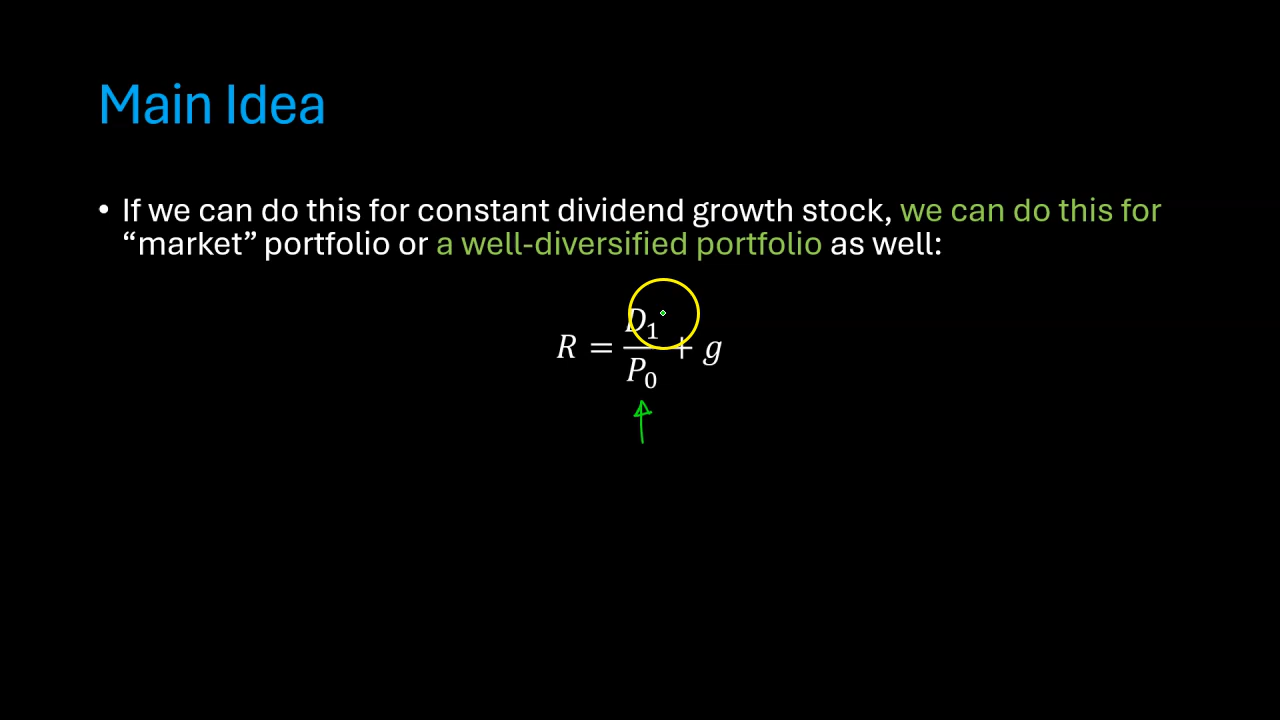 Main Idea
• If we can do this for constant dividend growth stock, we can do this for
“market” portfolio or a well-diversified portfolio as well:
R = D₁/P₀ + g